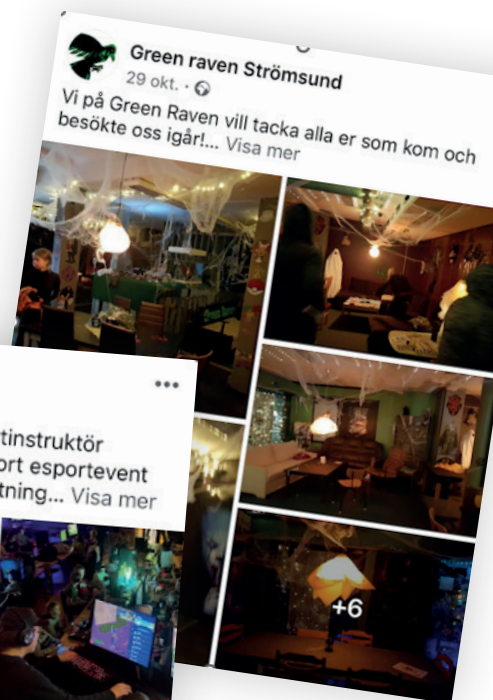 Green raven Strömsund
29 okt.
Vi på Green Raven vill tacka alla er som kom och
besökte oss igår!... Visa mer
+6
•••
tinstruktör
ort esportevent
tning... Visa mer